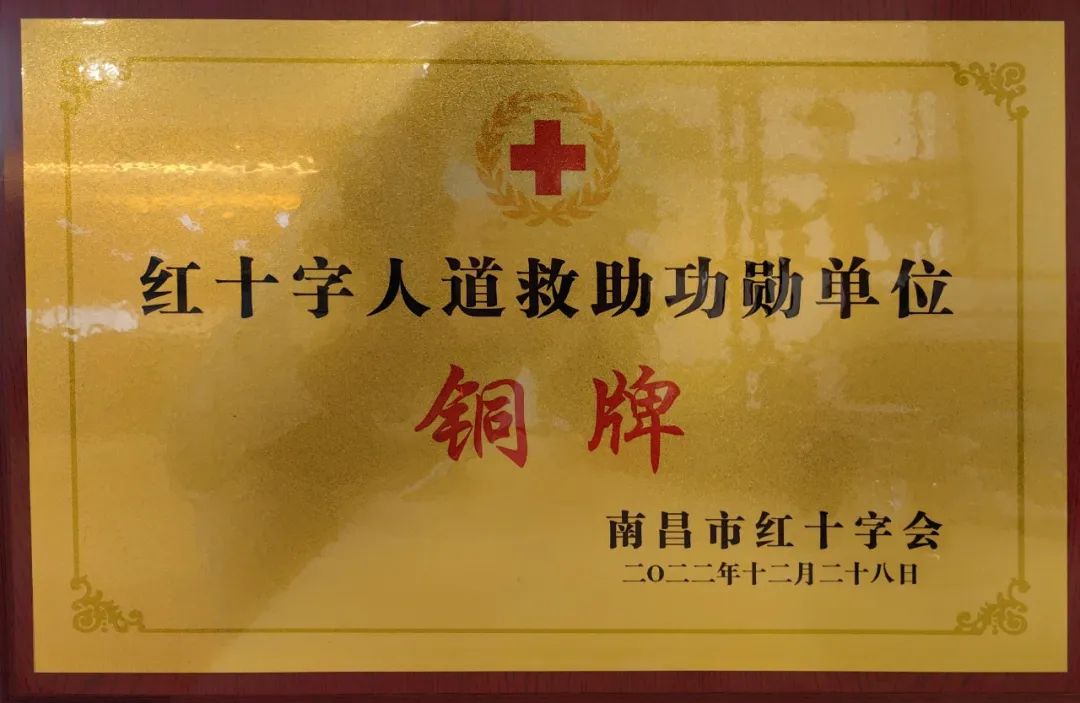 红十字人道救助功勋单位
铜牌
南昌市红十字会
二〇二二年十二月二十八日